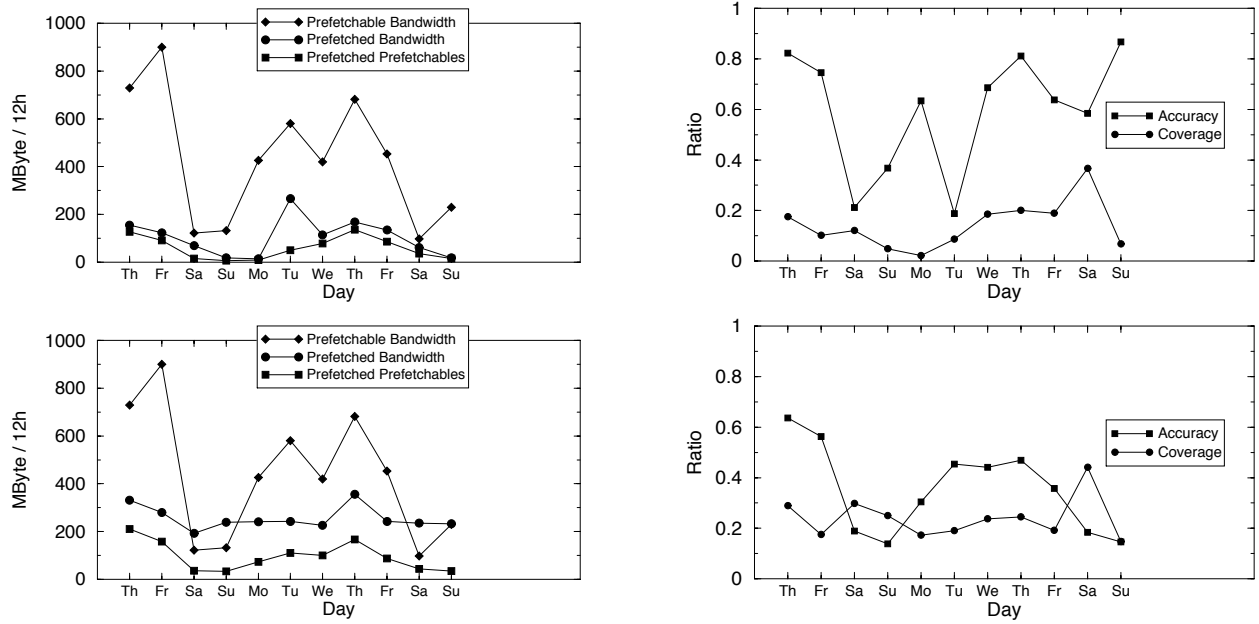 1000
800
600
400
200
0
MByte / 12h
Prefetchable Bandwidth
Prefetched Bandwidth
Prefetched Prefetchables
Th Fr Sa Su Mo Tu We Th Fr Sa Su
Day
1
0.8
0.6
0.4
0.2
0
Ratio
Accuracy
Coverage
Th Fr Sa Su Mo Tu We Th Fr Sa Su
Day
1000
800
600
400
200
0
MByte / 12h
Prefetchable Bandwidth
Prefetched Bandwidth
Prefetched Prefetchables
Th Fr Sa Su Mo Tu We Th Fr Sa Su
Day
1
0.8
0.6
0.4
0.2
0
Ratio
Accuracy
Coverage
Th Fr Sa Su Mo Tu We Th Fr Sa Su
Day